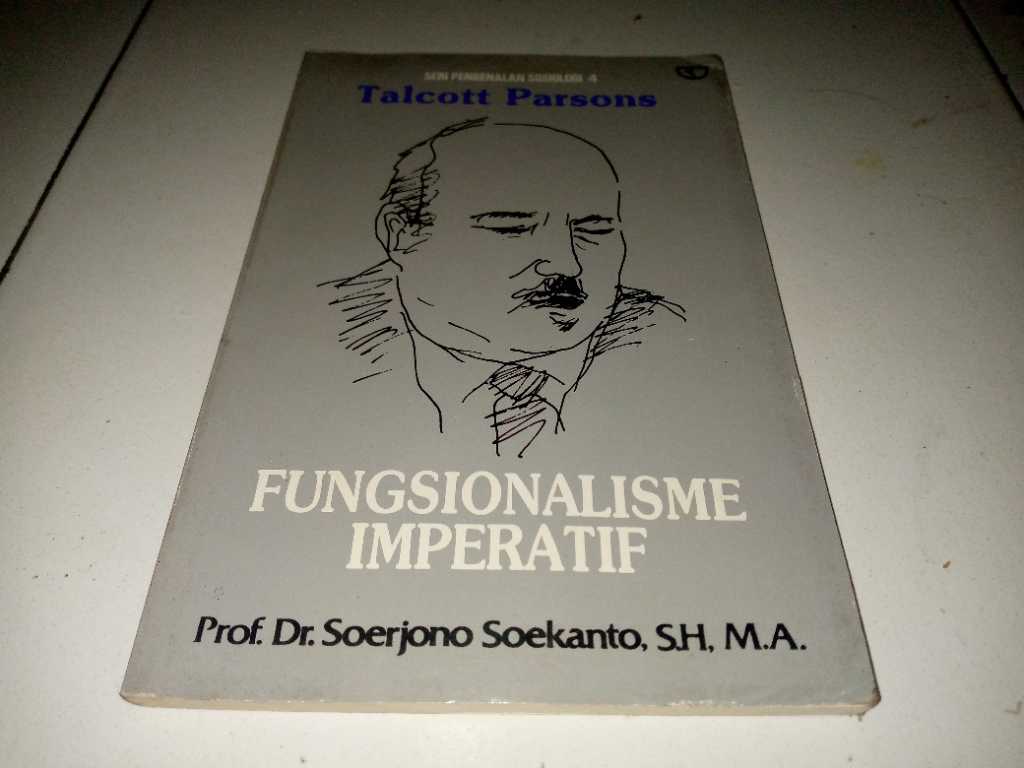 SERI PENGENALAN SOSIOLOGI 4
Talcott Parsons
FUNGSIONALISME
IMPERATIF
Prof. Dr. Soerjono Soekanto, S.H, M.A.